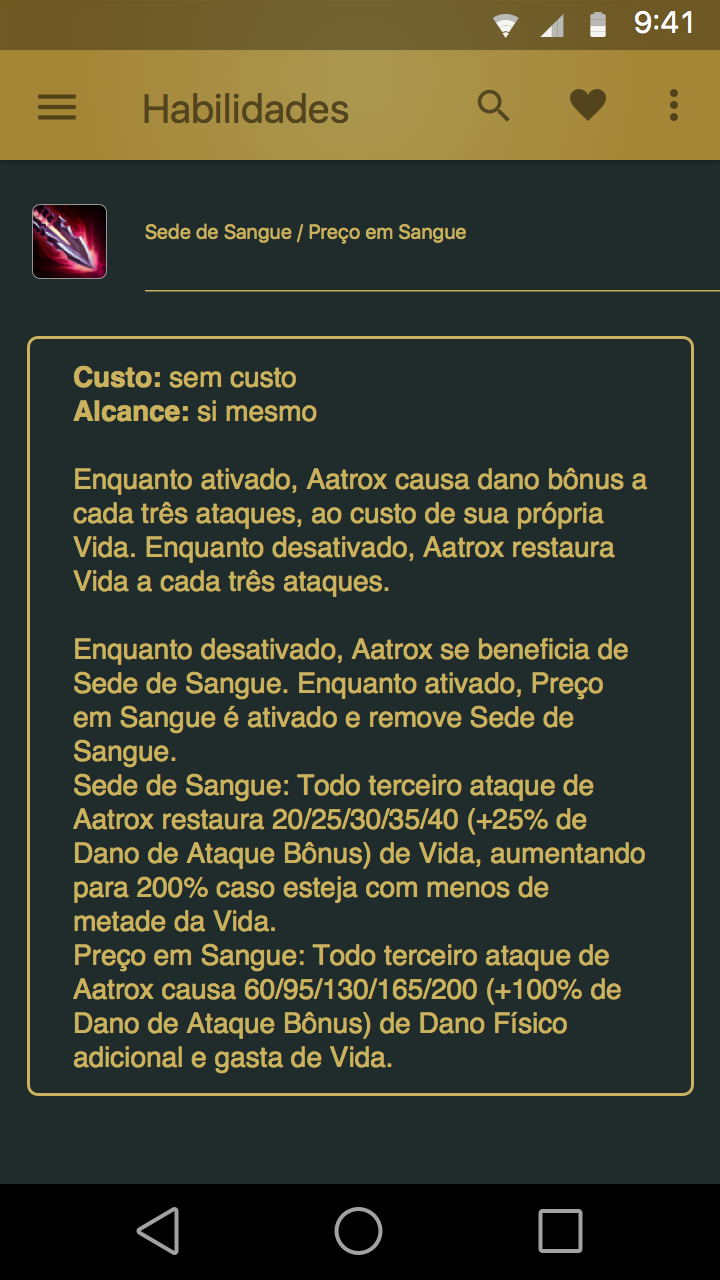 9:41
Habilidades
Sede de Sangue / Preço em Sangue
Custo: sem custo
Alcance: si mesmo
Enquanto ativado, Aatrox causa dano bônus a
cada três ataques, ao custo de sua própria
Vida. Enquanto desativado, Aatrox restaura
Vida a cada três ataques.
Enquanto desativado, Aatrox se beneficia de
Sede de Sangue. Enquanto ativado, Preço
em Sangue é ativado e remove Sede de
Sangue.
Sede de Sangue: Todo terceiro ataque de
Aatrox restaura 20/25/30/35/40 (+25% de
Dano de Ataque Bônus) de Vida, aumentando
para 200% caso esteja com menos de
metade da Vida.
Preço em Sangue: Todo terceiro ataque de
Aatrox causa 60/95/130/165/200 (+100% de
Dano de Ataque Bônus) de Dano Físico
adicional e gasta de Vida.